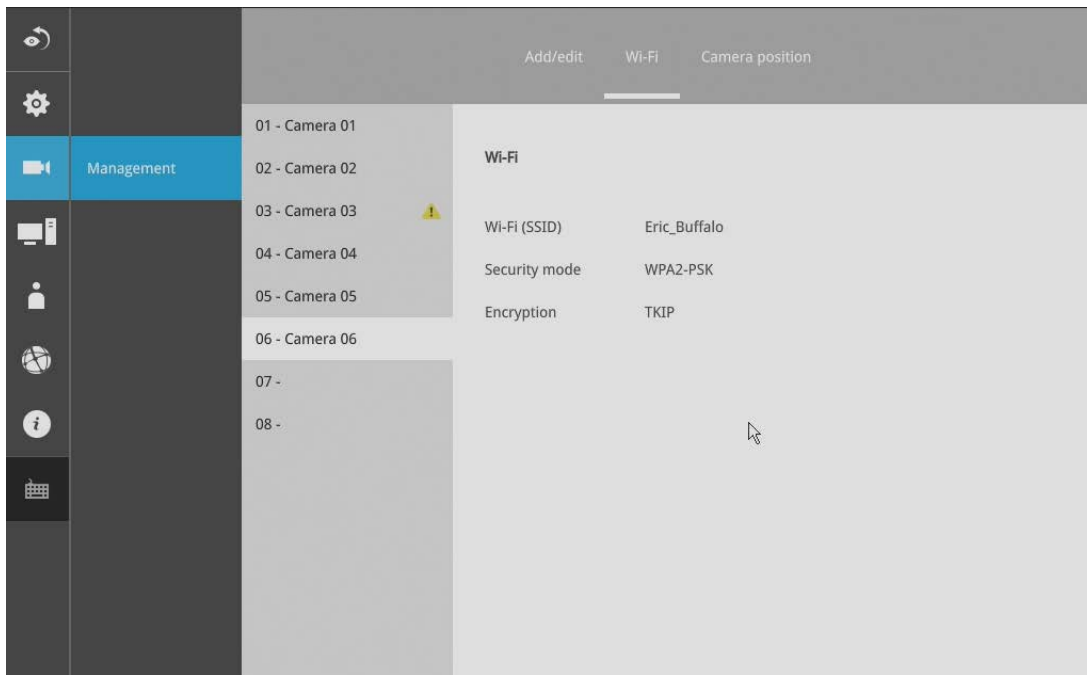 Add/edit Wi-Fi Camera position
Management
01 - Camera 01
02 - Camera 02
03 - Camera 03
04 - Camera 04
05 - Camera 05
06 - Camera 06
07 -
08 -
Wi-Fi
Wi-Fi (SSID) Eric_Buffalo
Security mode WPA2-PSK
Encryption TKIP